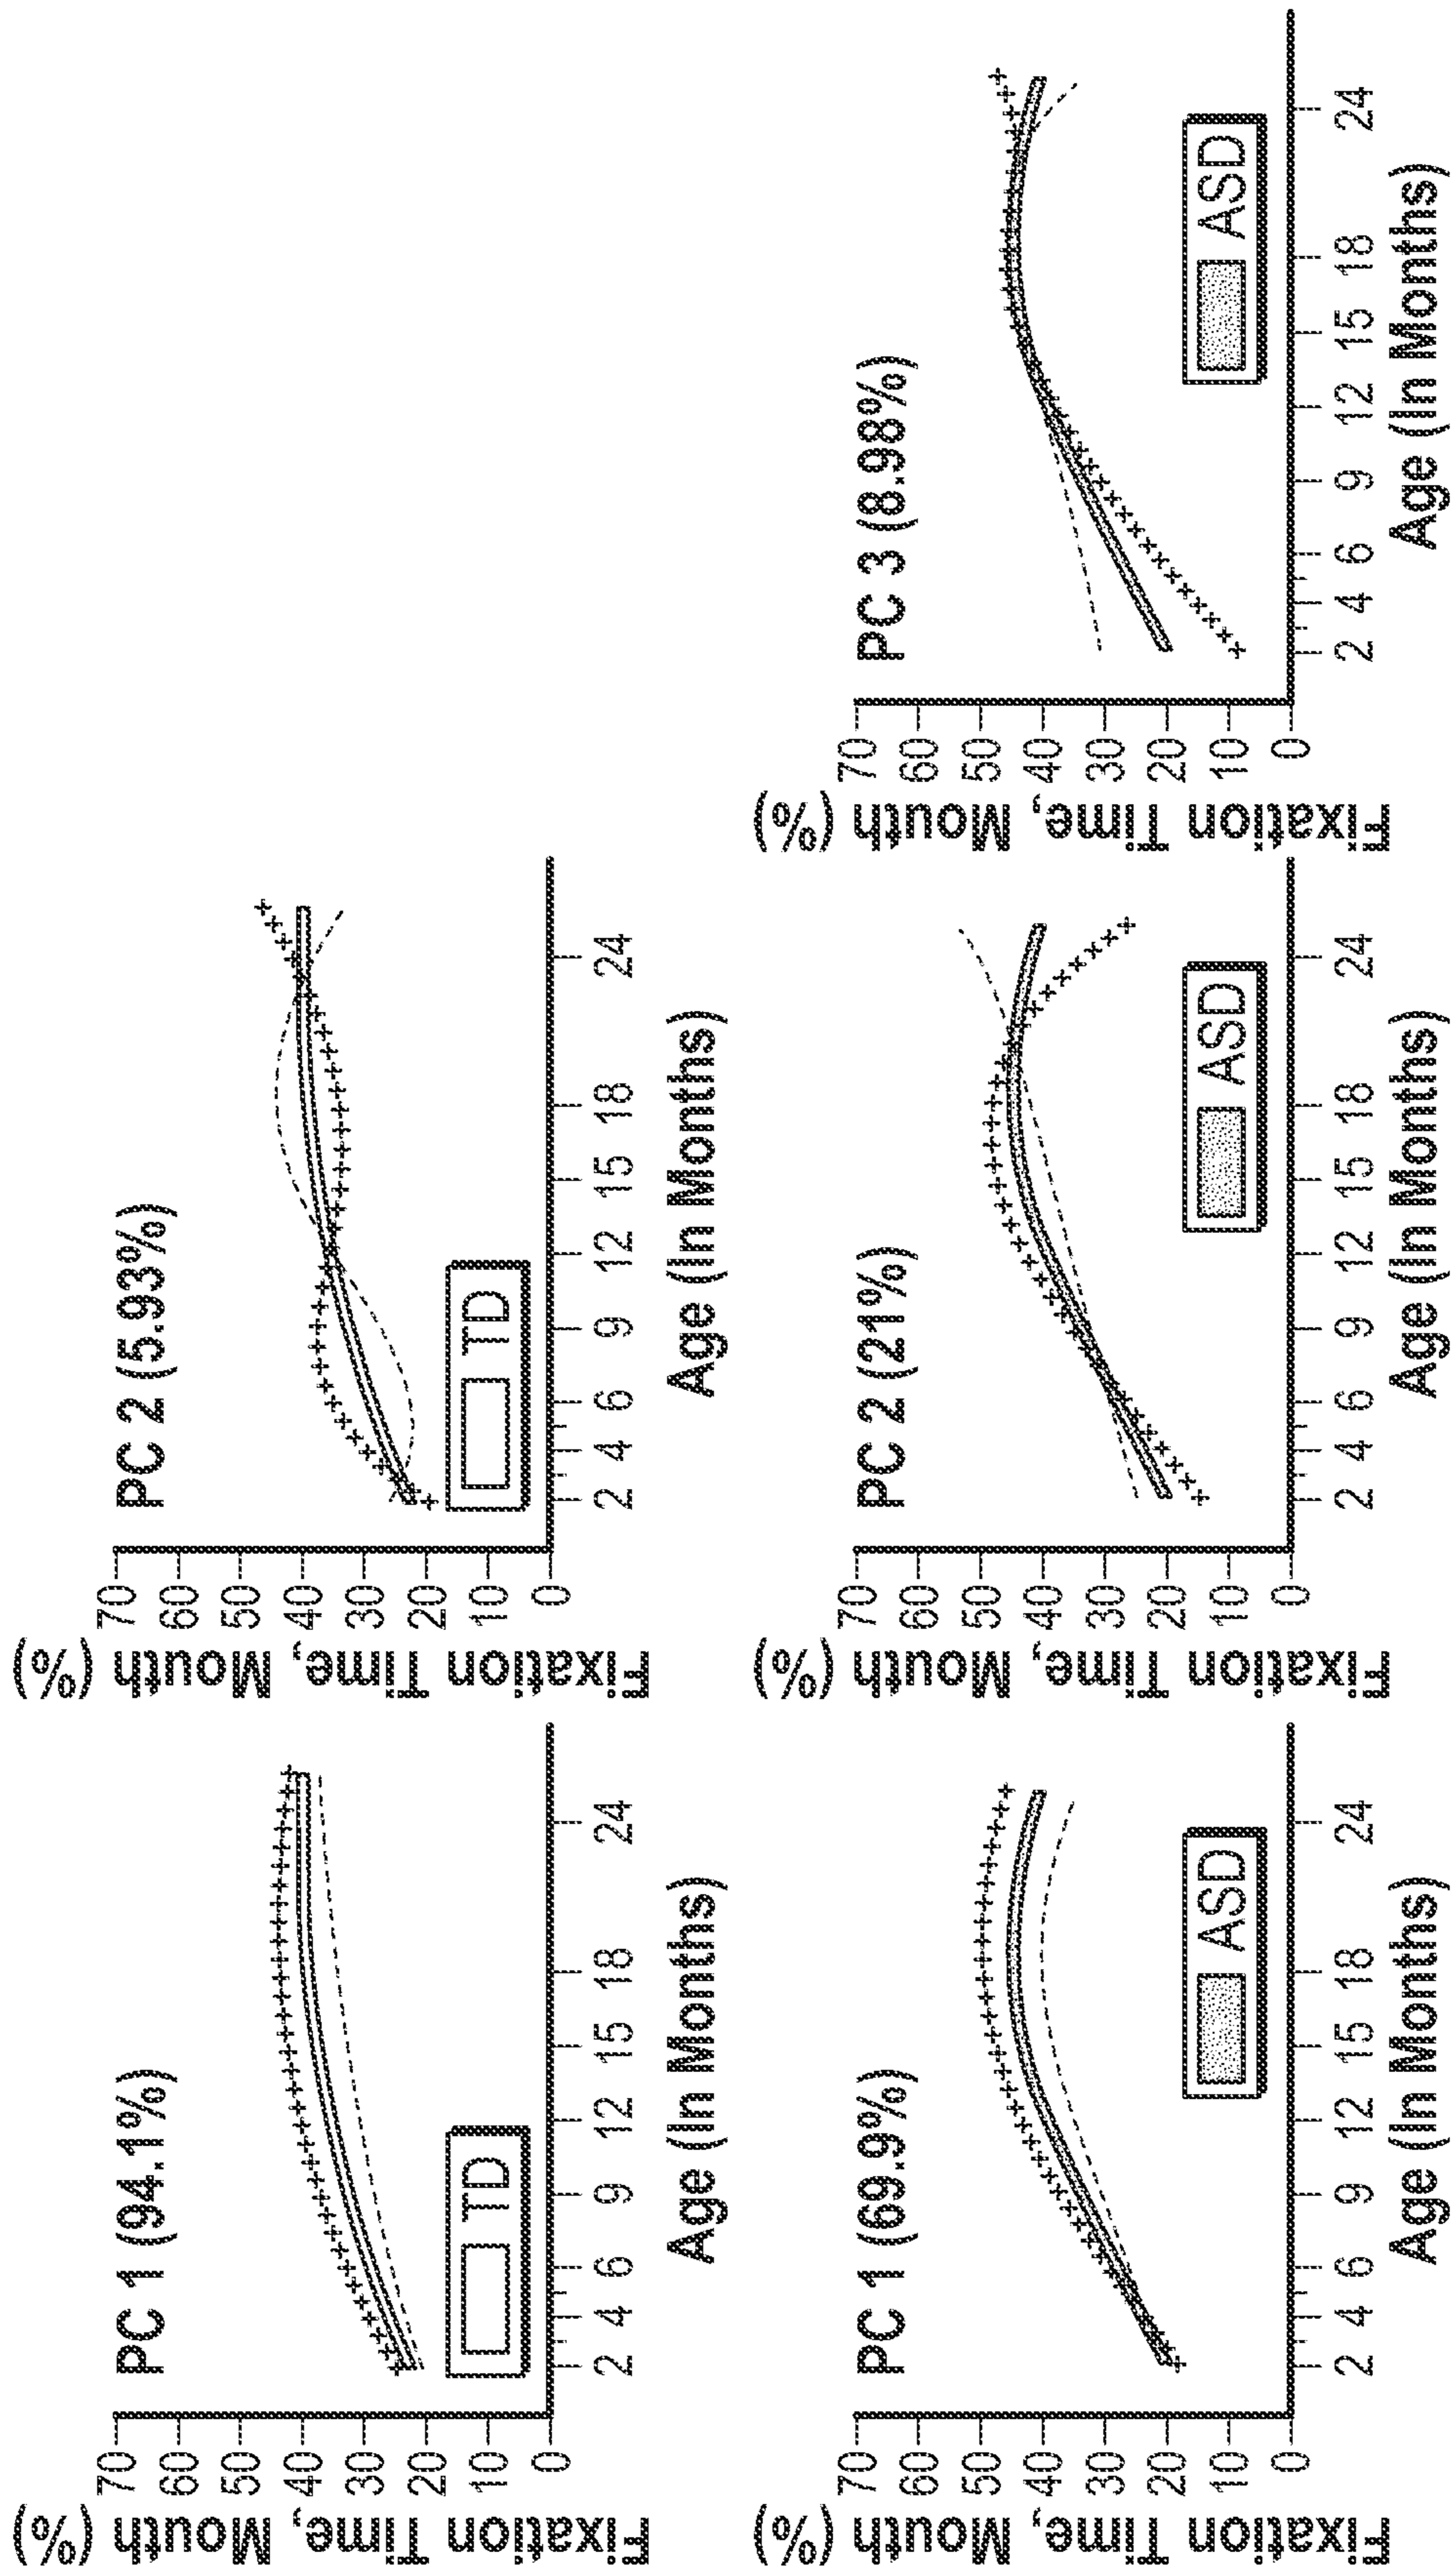 PC 1 (94.1%)
Fixation Time, Mouth
(%)
70
60
50
40
30
20
10
0
TD
2 4 6 9 12 15 18 24
Age (In Months)
PC 2 (5.93%)
Fixation Time, Mouth
(%)
70
60
50
40
30
20
10
0
TD
2 4 6 9 12 15 18 24
Age (In Months)
PC 1 (69.9%)
Fixation Time, Mouth
(%)
70
60
50
40
30
20
10
0
ASD
2 4 6 9 12 15 18 24
Age (In Months)
PC 2 (21%)
Fixation Time, Mouth
(%)
70
60
50
40
30
20
10
0
ASD
2 4 6 9 12 15 18 24
Age (In Months)
PC 3 (8.98%)
Fixation Time, Mouth
(%)
70
60
50
40
30
20
10
0
ASD
2 4 6 9 12 15 18 24
Age (In Months)